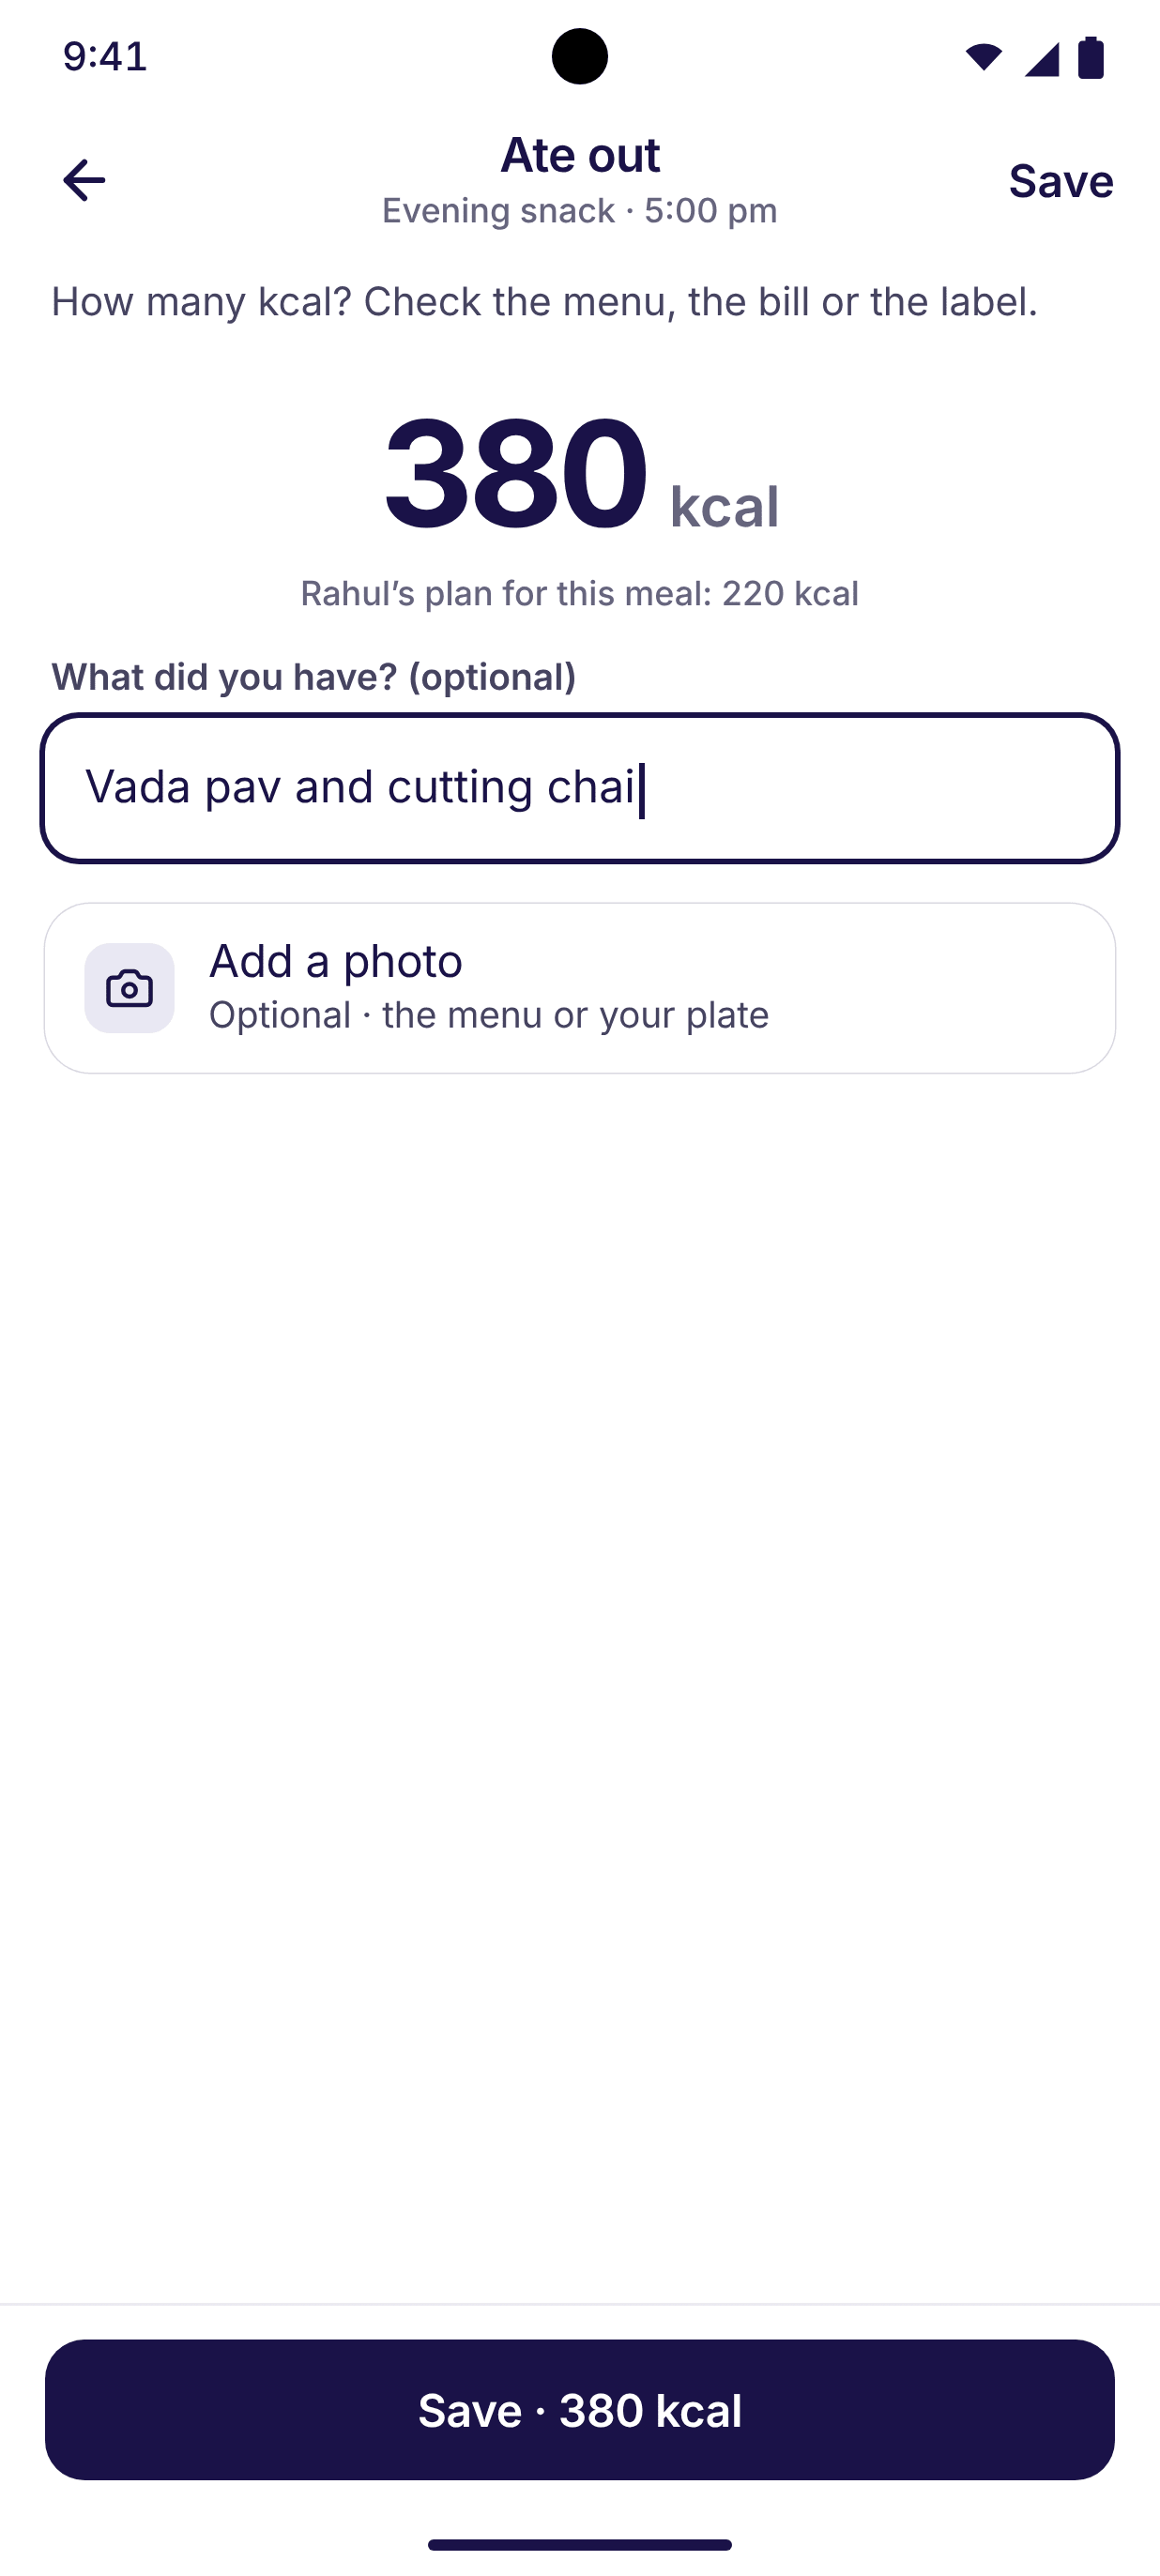 9:41
Ate out
Evening snack · 5:00 pm
Save
How many kcal? Check the menu, the bill or the label.
380 kcal
Rahul’s plan for this meal: 220 kcal
What did you have? (optional)
Vada pav and cutting chai
Add a photo
Optional · the menu or your plate
Save · 380 kcal